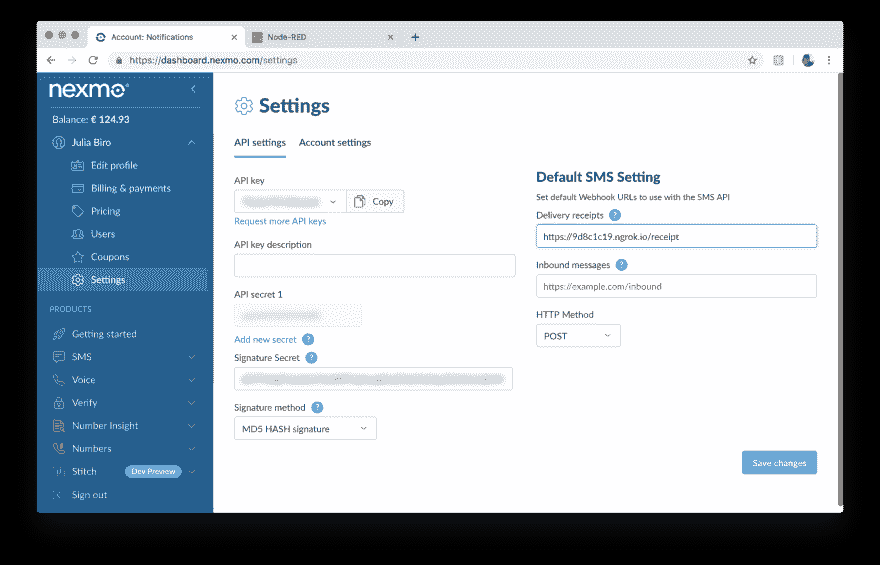 Account: Notifications
Node-RED
https://dashboard.nexmo.com/settings
nexmo
Balance: € 124.93
Julia Biro
Edit profile
Billing & payments
Pricing
Users
Coupons
Settings
PRODUCTS
Getting started
SMS
Voice
Verify
Number Insight
Numbers
Stitch Dev Preview
Sign out
Settings
API settings Account settings
API key
Copy
Request more API keys
API key description
API secret 1
Add new secret ?
Signature Secret ?
Signature method ?
MD5 HASH signature
Default SMS Setting
Set default Webhook URLs to use with the SMS API
Delivery receipts ?
https://9d8c1c19.ngrok.io/receipt
Inbound messages ?
https://example.com/inbound
HTTP Method
POST
Save changes